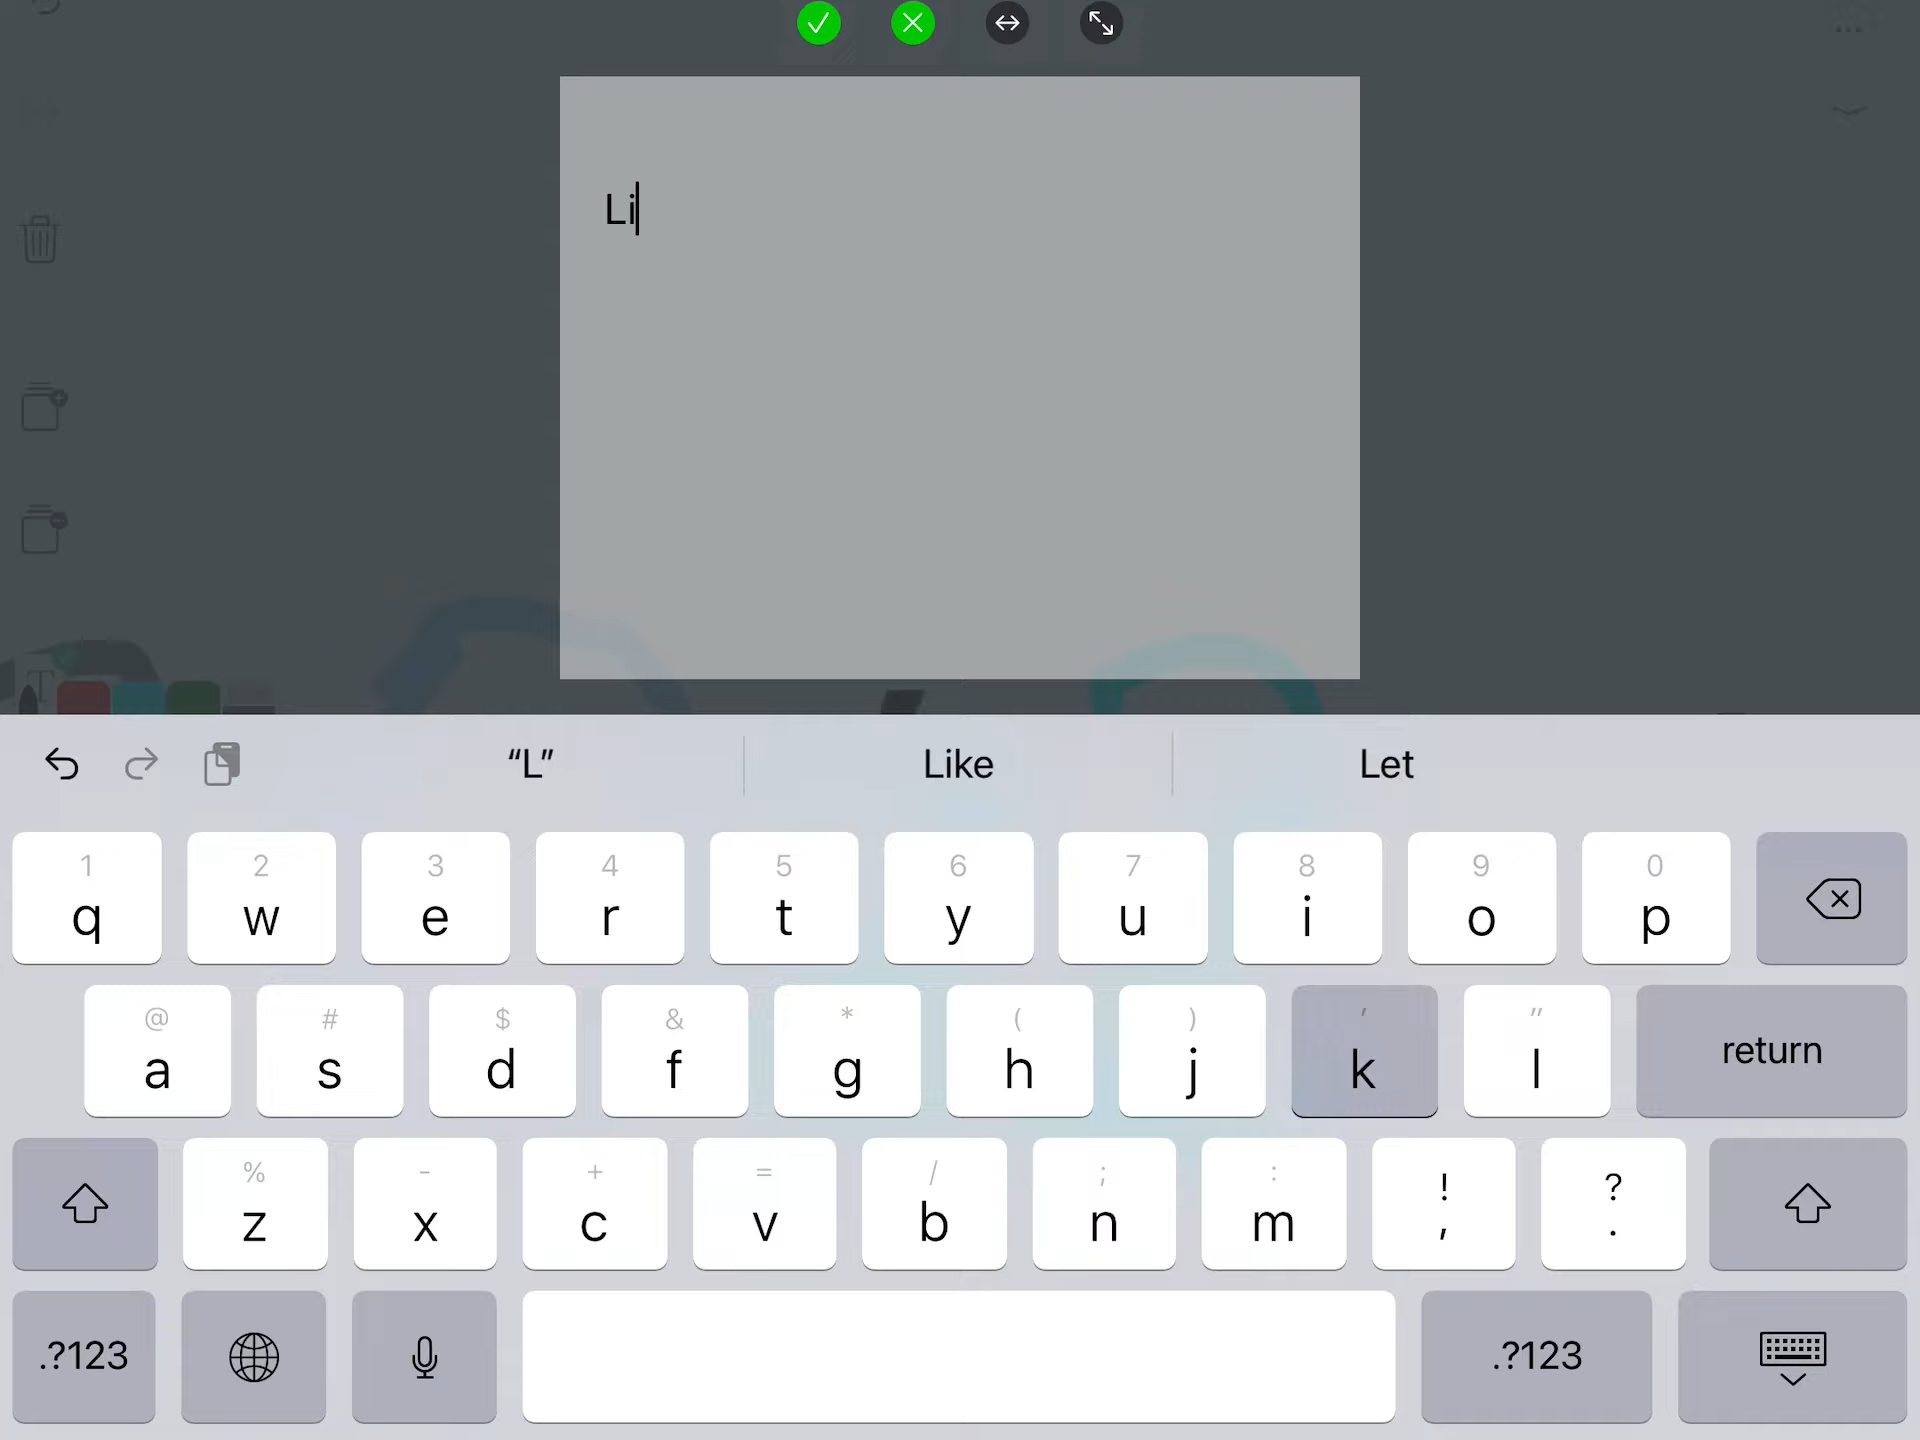 Li
“L” Like Let
1 2 3 4 5 6 7 8 9 0
q w e r t y u i o p
@ # $ & * ( ) ' "
a s d f g h j k l return
% - + = / ; : ! ?
z x c v b n m , .
.?123 .?123